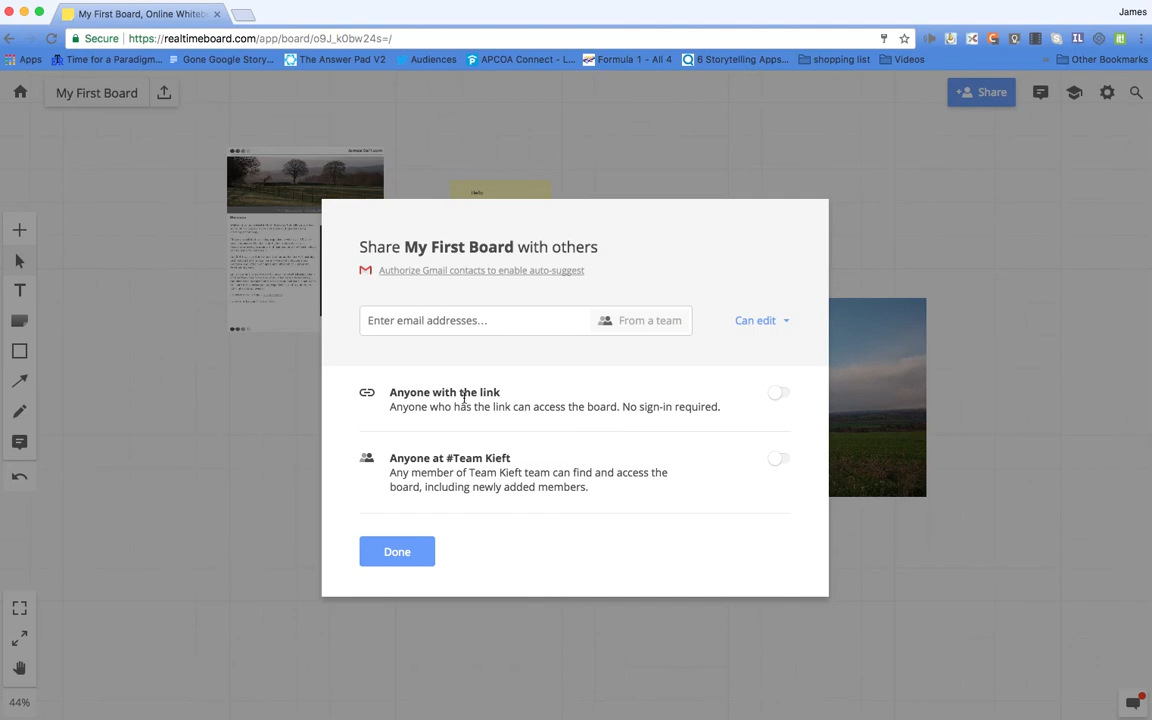 My First Board, Online Whitebo
James
Secure https://realtimeboard.com/app/board/o9J_k0bw24s=/
Apps Time for a Paradigm... Gone Google Story... The Answer Pad V2 Audiences APCOA Connect - L... Formula 1 - All 4 6 Storytelling Apps... shopping list Videos Other Bookmarks
My First Board
Share
Hello
Share My First Board with others
Authorize Gmail contacts to enable auto-suggest
Enter email addresses...
From a team
Can edit
Anyone with the link
Anyone who has the link can access the board. No sign-in required.
Anyone at #Team Kieft
Any member of Team Kieft team can find and access the
board, including newly added members.
Done
44%